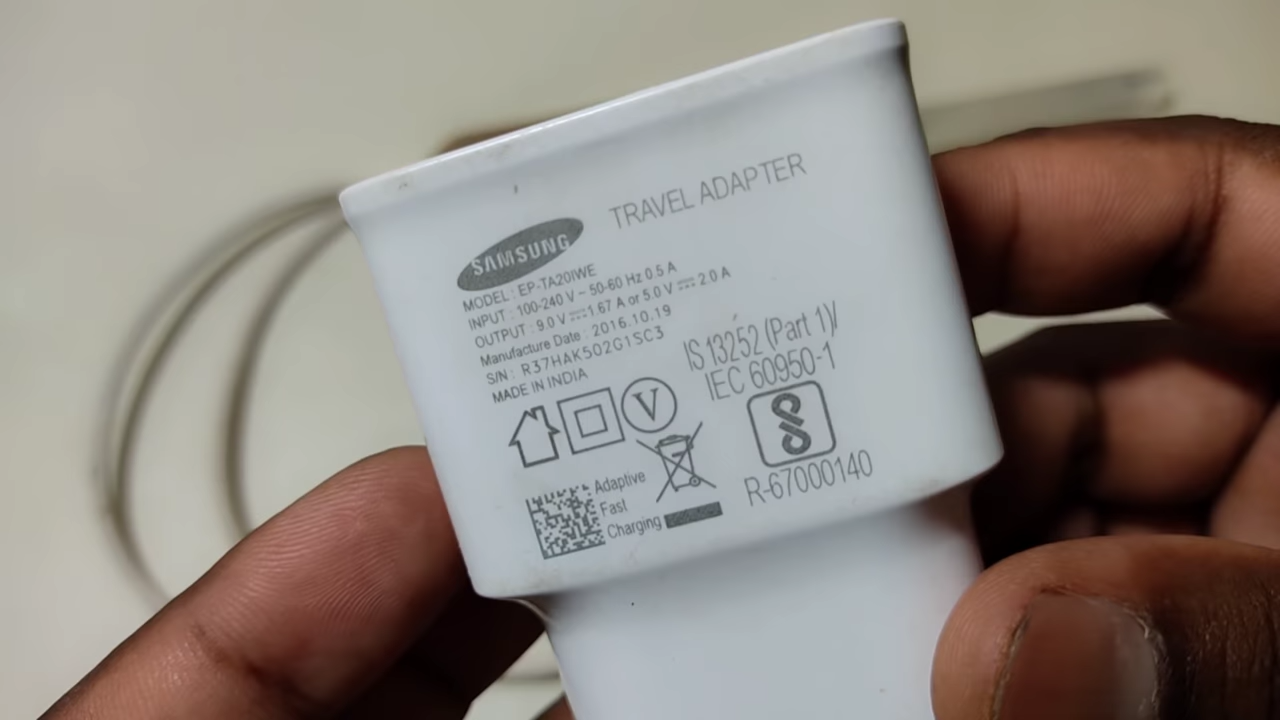 TRAVEL ADAPTER
SAMSUNG
MODEL : EP-TA20IWE
INPUT : 100-240 V ~ 50-60 Hz 0.5 A
OUTPUT : 9.0 V ⎓ 1.67 A or 5.0 V ⎓ 2.0 A
Manufacture Date : 2016.10.19
S/N : R37HAK502G1SC3
MADE IN INDIA
IS 13252 (Part 1)/
IEC 60950-1
V
R-67000140
Adaptive
Fast
Charging